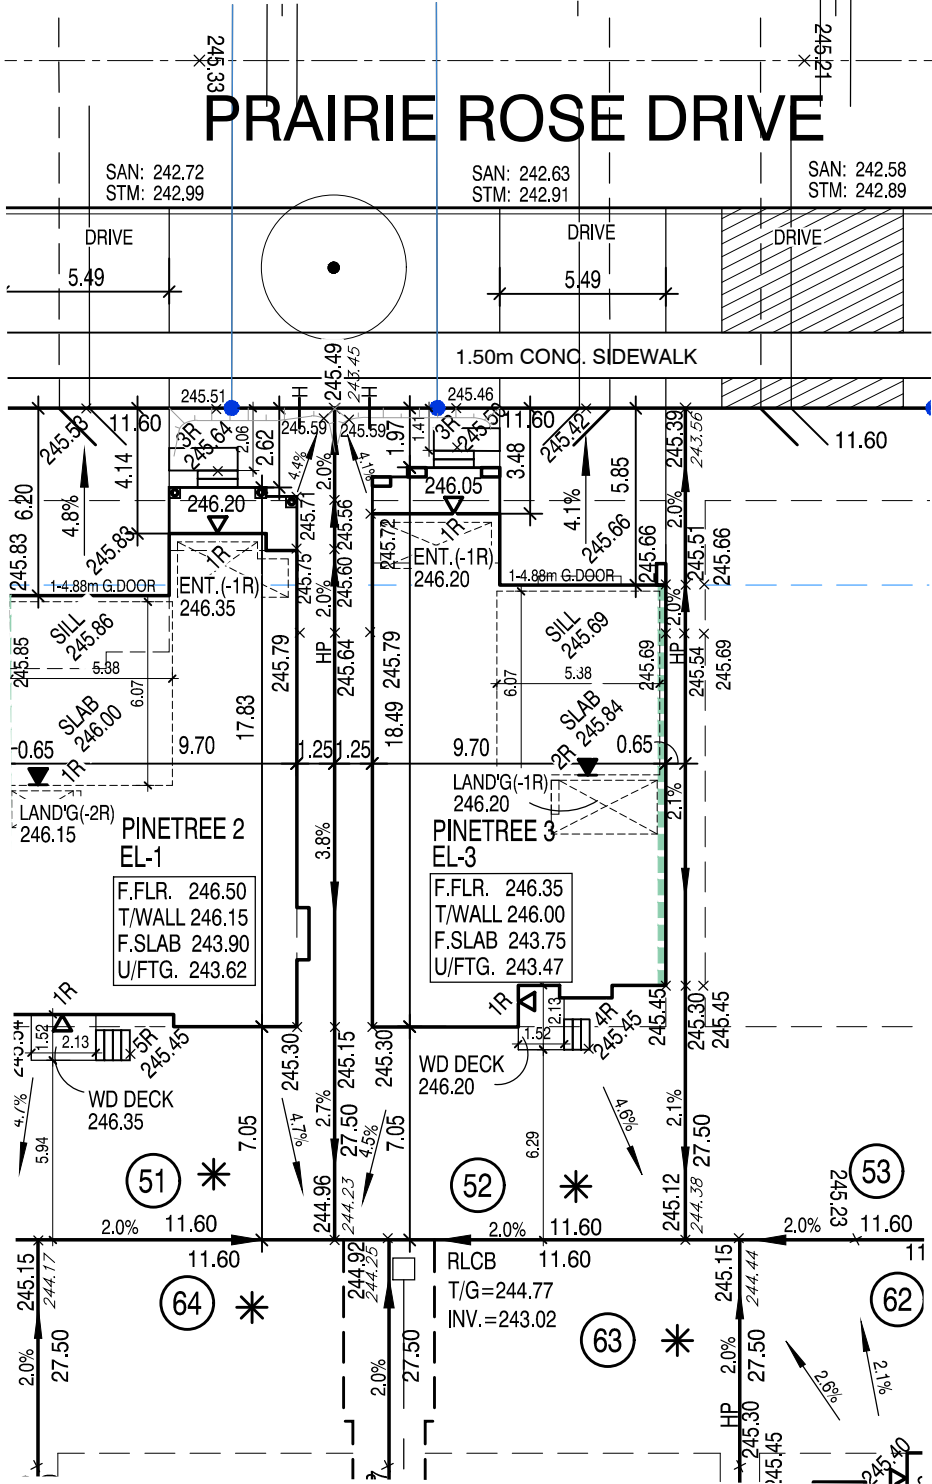 245.33
245.21
PRAIRIE ROSE DRIVE
SAN: 242.72
STM: 242.99
SAN: 242.63
STM: 242.91
SAN: 242.58
STM: 242.89
DRIVE
DRIVE
DRIVE
5.49
5.49
1.50m CONC. SIDEWALK
245.49
245.51
245.46
245.53
11.60
3R
245.64
2.06
2.62
245.59
245.59
1.97
1.41
3R
245.50
11.60
245.42
245.39
243.56
11.60
6.20
4.8%
4.14
4.4%
2.0%
4.1%
3.48
4.1%
5.85
2.0%
246.20
246.05
245.83
245.83
245.71
245.56
245.72
1R
245.66
245.66
245.51
245.66
1R
ENT.(-1R)
246.35
245.75
245.60
ENT.(-1R)
246.20
1-4.88m G.DOOR
1-4.88m G.DOOR
2.0%
2.0%
245.85
SILL
245.86
5.38
6.07
245.79
HP
245.64
245.79
SILL
245.69
5.38
6.07
245.69
HP
245.54
245.69
SLAB
246.00
17.83
18.49
SLAB
245.84
0.65
1R
9.70
1.25
1.25
9.70
2R
0.65
LAND'G(-2R)
246.15
LAND'G(-1R)
246.20
2.1%
PINETREE 2
EL-1
3.8%
PINETREE 3
EL-3
F.FLR. 246.50
T/WALL 246.15
F.SLAB 243.90
U/FTG. 243.62
F.FLR. 246.35
T/WALL 246.00
F.SLAB 243.75
U/FTG. 243.47
1R
1R
1.52
2.13
5R
245.45
2.13
1.52
4R
245.45
245.45
245.30
245.45
245.30
245.15
245.30
WD DECK
246.35
WD DECK
246.20
4.7%
5.94
7.05
4.7%
2.7%
27.50
4.5%
7.05
6.29
4.6%
2.1%
27.50
51
52
53
244.96
244.23
245.12
244.38
245.23
2.0%
11.60
2.0%
11.60
2.0%
11.60
11.60
11.60
11
245.15
244.17
244.92
244.25
RLCB
T/G=244.77
INV.=243.02
245.15
244.44
64
63
62
2.0%
27.50
2.0%
27.50
2.0%
27.50
2.6%
2.1%
HP
245.30
245.45
245.40